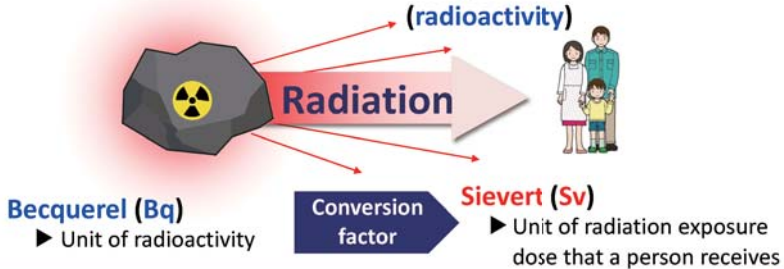 (radioactivity)
Radiation
Becquerel (Bq)
▶ Unit of radioactivity
Conversion
factor
Sievert (Sv)
▶ Unit of radiation exposure
dose that a person receives